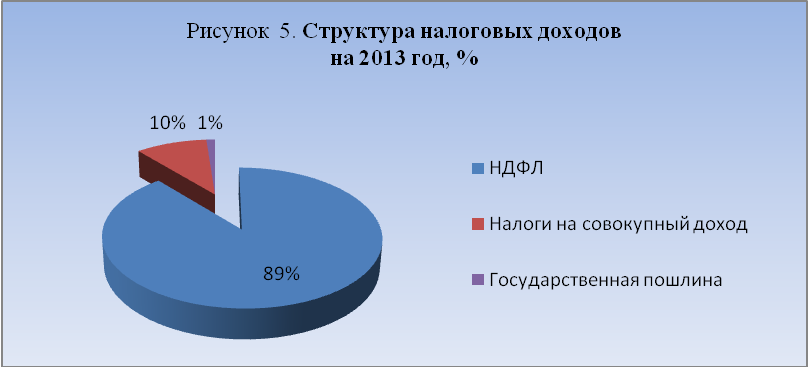 Рисунок 5. Структура налоговых доходов
на 2013 год, %
10% 1%
89%
НДФЛ
Налоги на совокупный доход
Государственная пошлина